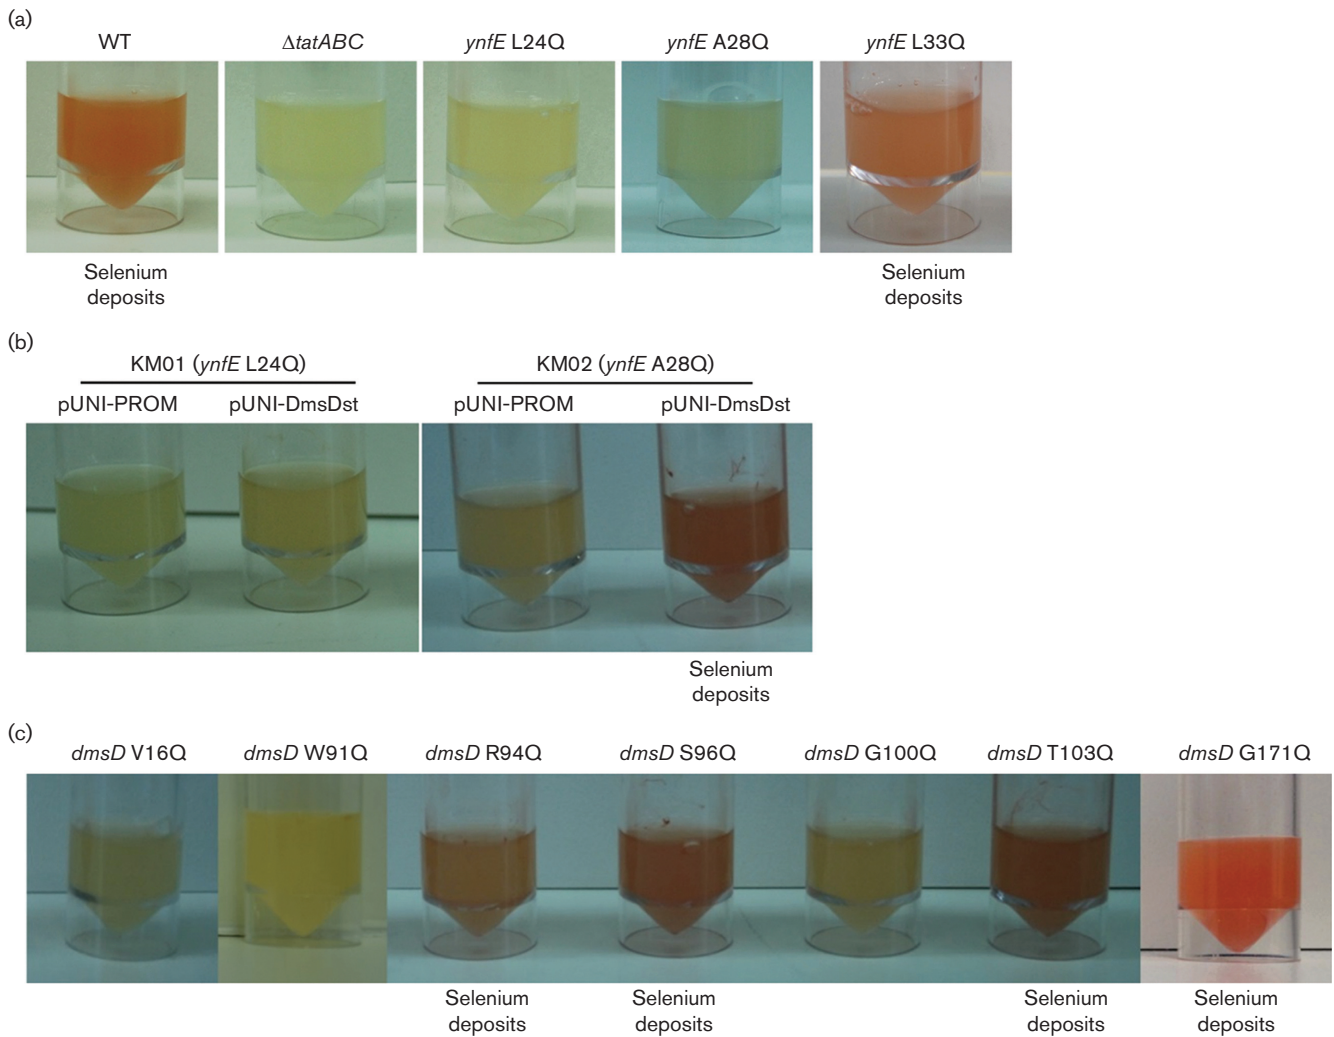 (a)
WT ΔtatABC ynfE L24Q ynfE A28Q ynfE L33Q
Selenium deposits Selenium deposits
(b)
KM01 (ynfE L24Q) KM02 (ynfE A28Q)
pUNI-PROM pUNI-DmsDst pUNI-PROM pUNI-DmsDst
Selenium
deposits
(c)
dmsD V16Q dmsD W91Q dmsD R94Q dmsD S96Q dmsD G100Q dmsD T103Q dmsD G171Q
Selenium Selenium Selenium Selenium
deposits deposits deposits deposits